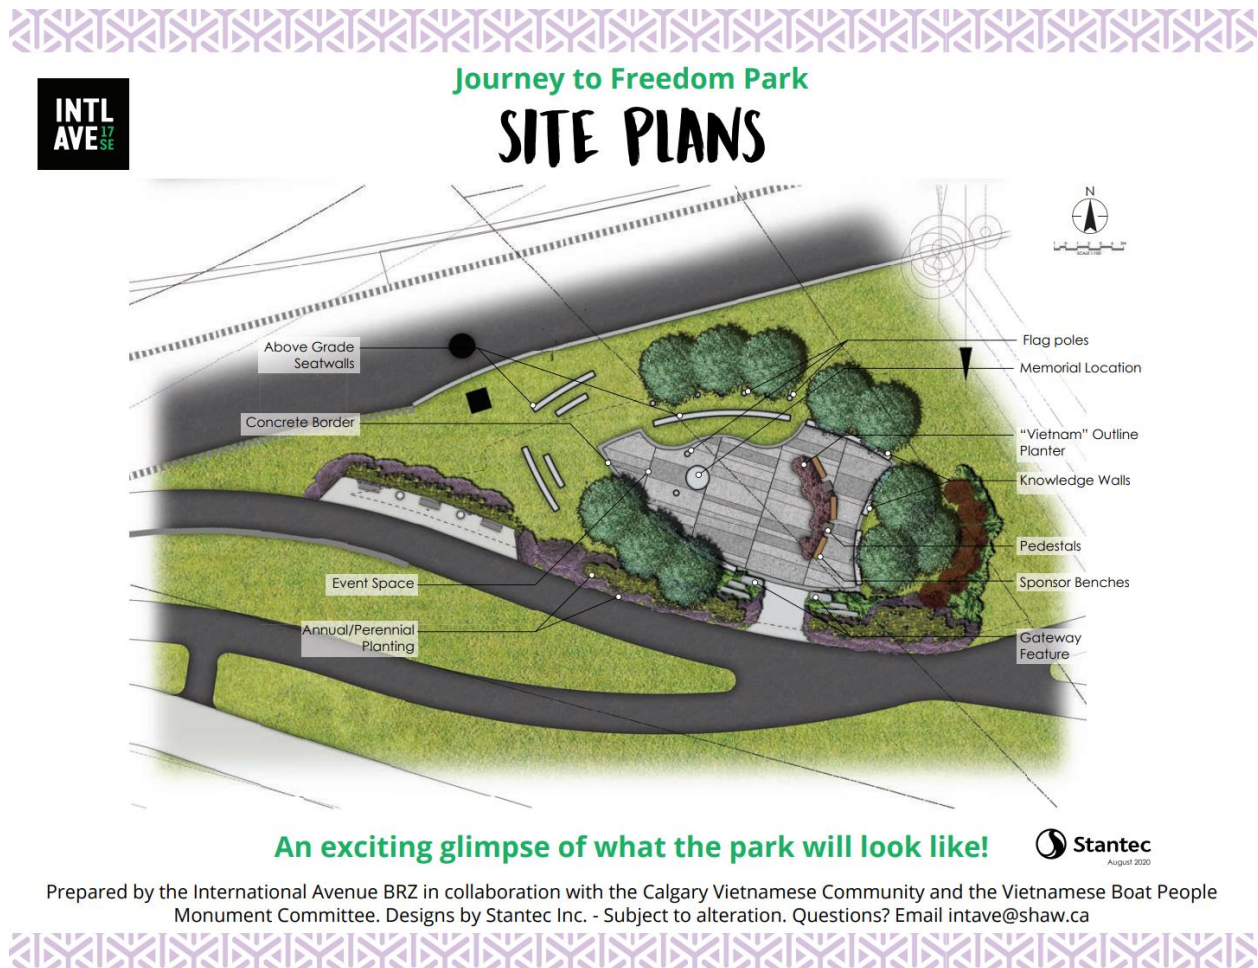 Journey to Freedom Park
INTL
AVE 17 SE
SITE PLANS
N
SCALE 1:100
Above Grade
Seatwalls
Concrete Border
Event Space
Annual/Perennial
Planting
Flag poles
Memorial Location
“Vietnam” Outline
Planter
Knowledge Walls
Pedestals
Sponsor Benches
Gateway
Feature
An exciting glimpse of what the park will look like!
Stantec
August 2020
Prepared by the International Avenue BRZ in collaboration with the Calgary Vietnamese Community and the Vietnamese Boat People
Monument Committee. Designs by Stantec Inc. - Subject to alteration. Questions? Email intave@shaw.ca